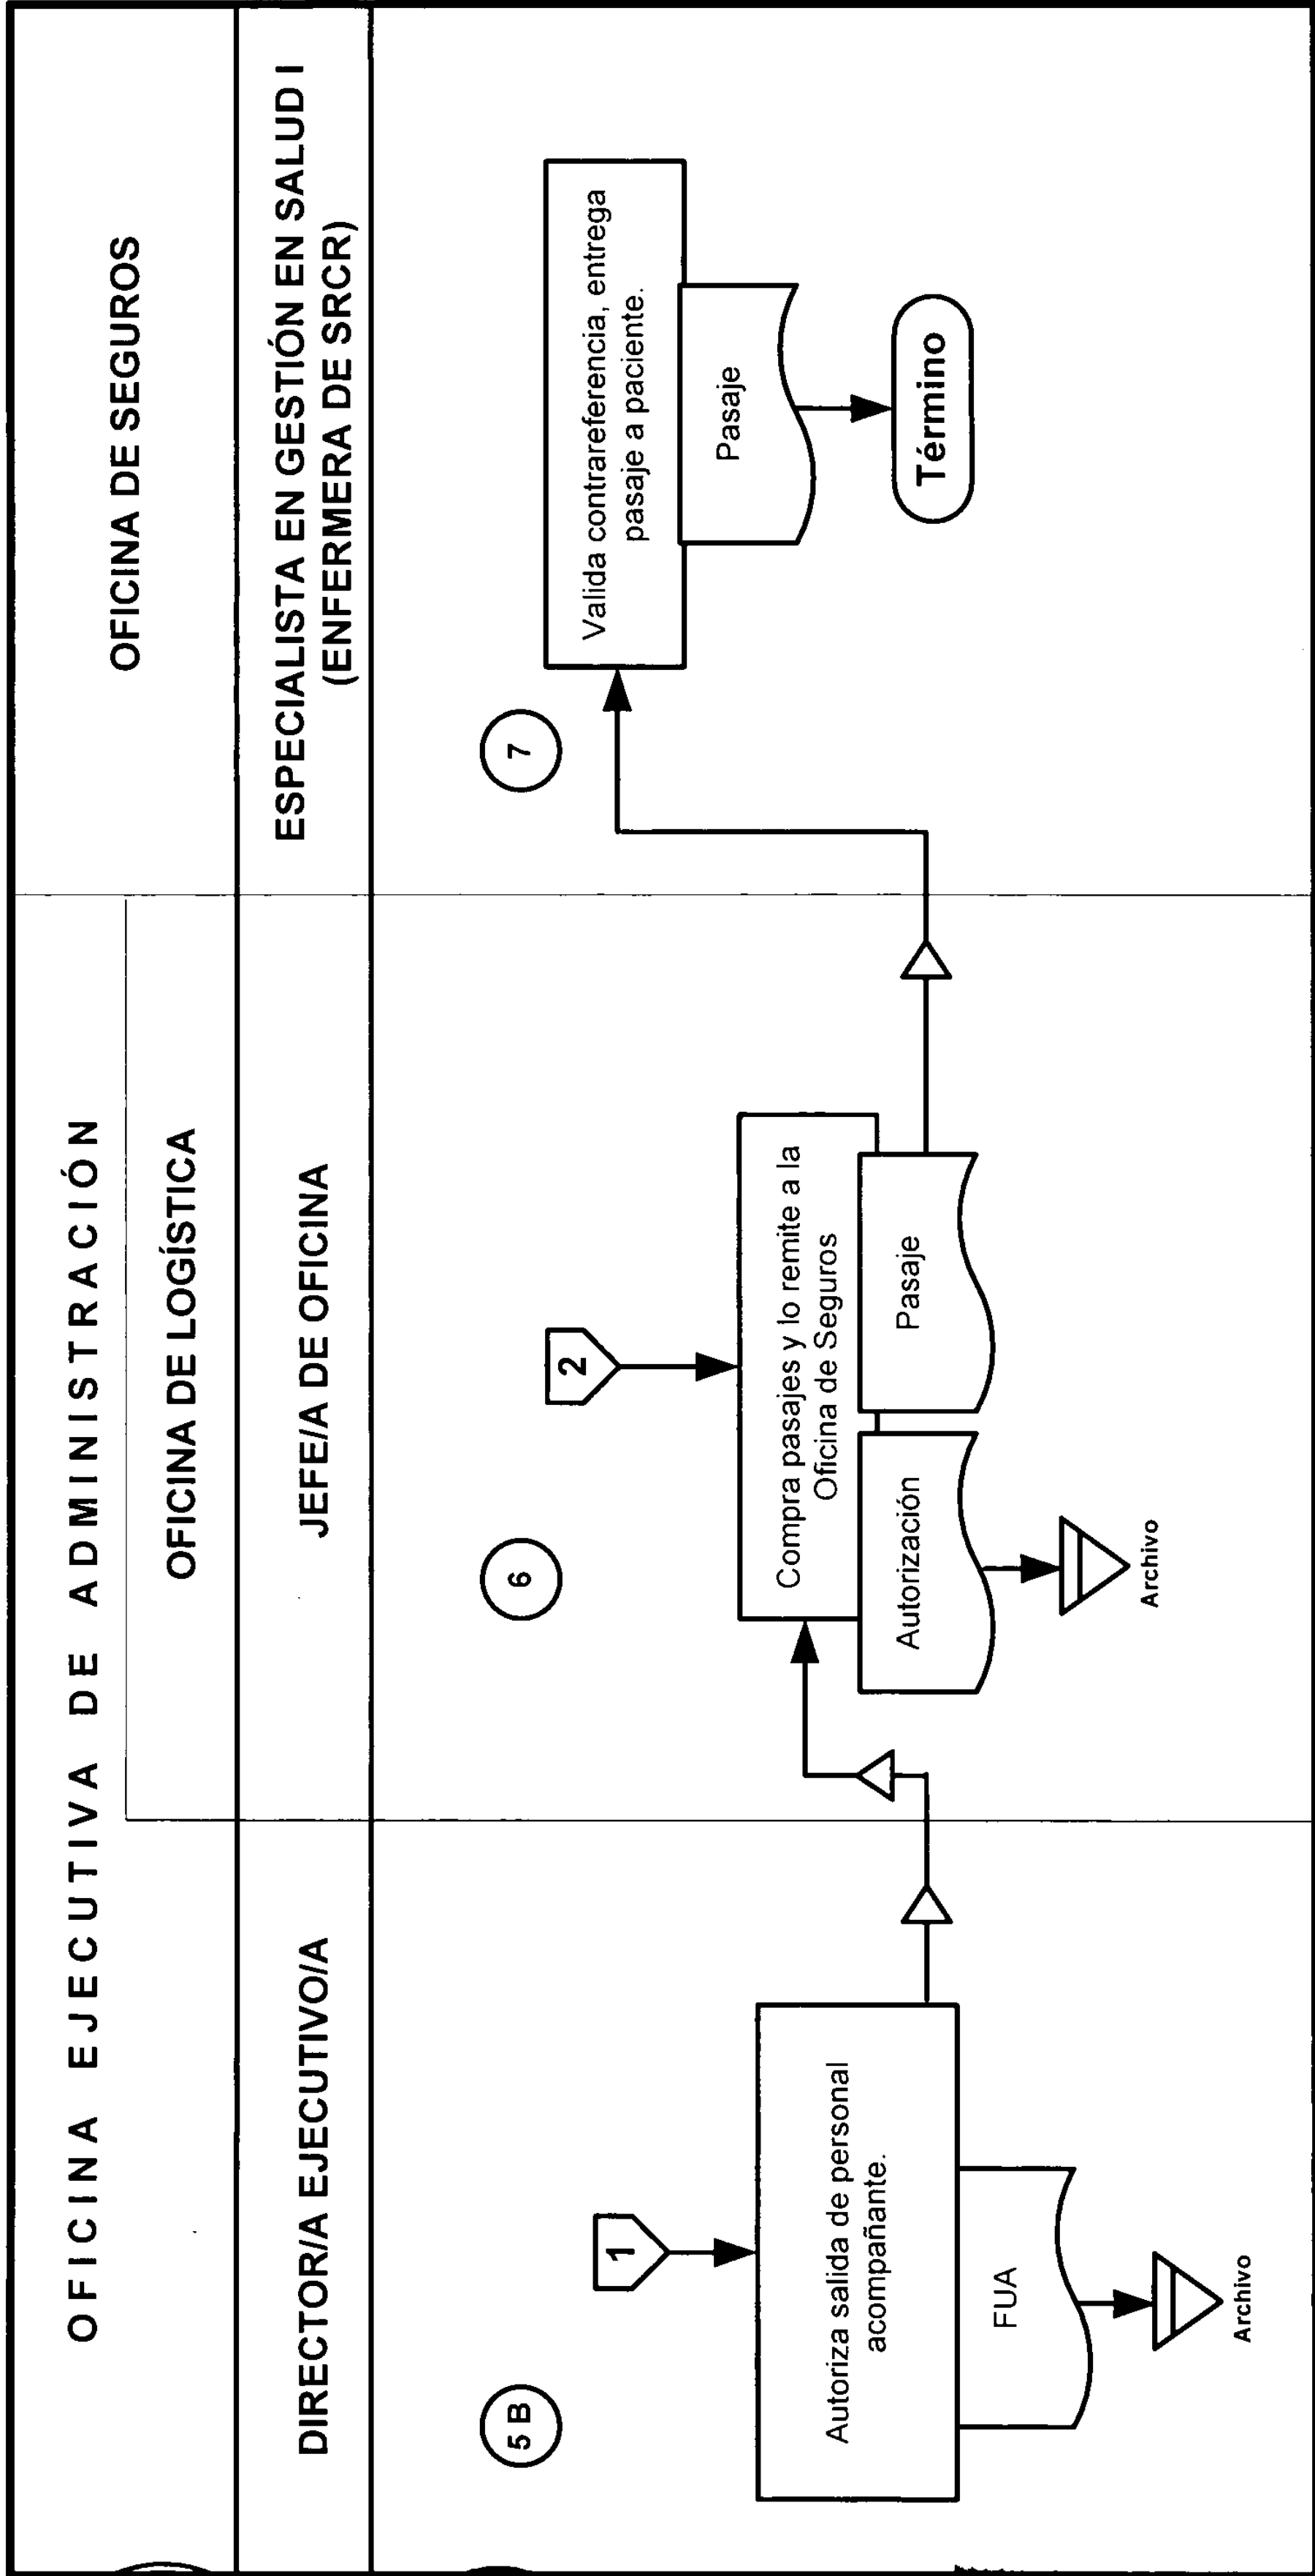 OFICINA EJECUTIVA DE ADMINISTRACIÓN
OFICINA DE SEGUROS
OFICINA DE LOGÍSTICA
DIRECTOR/A EJECUTIVO/A
JEFE/A DE OFICINA
ESPECIALISTA EN GESTIÓN EN SALUD I
(ENFERMERA DE SRCR)
5 B
1
Autoriza salida de personal
acompañante.
FUA
Archivo
6
2
Compra pasajes y lo remite a la
Oficina de Seguros
Autorización
Pasaje
Archivo
7
Valida contrareferencia, entrega
pasaje a paciente.
Pasaje
Término